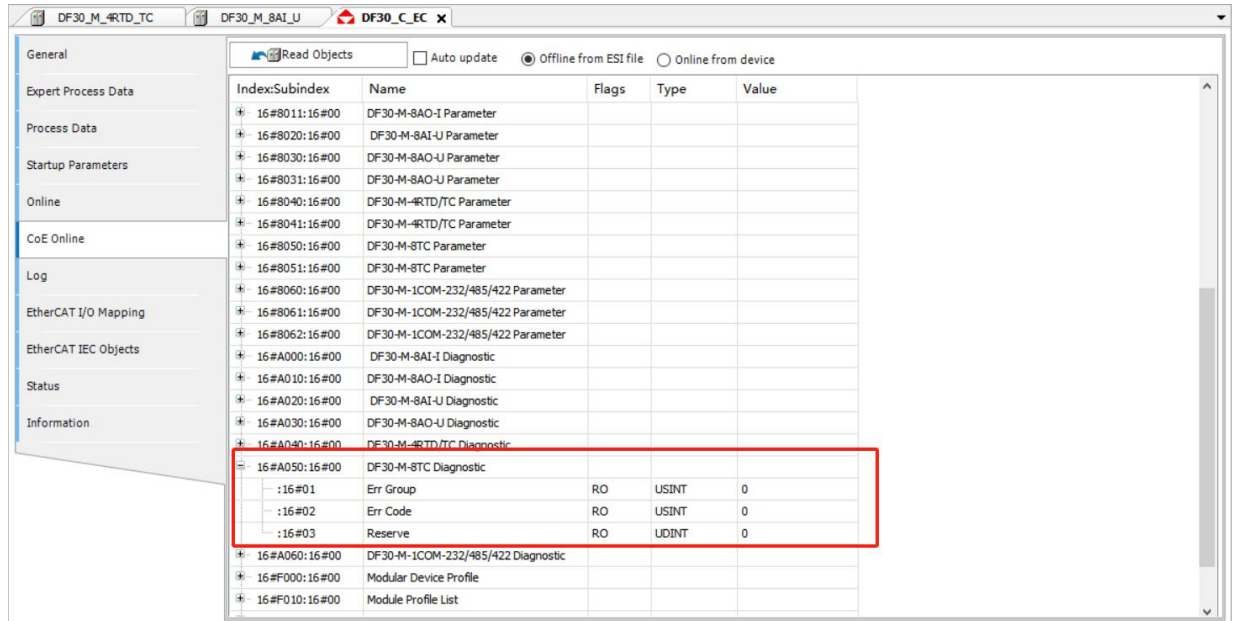 DF30_M_4RTD_TC DF30_M_8AI_U DF30_C_EC X
General
Expert Process Data
Process Data
Startup Parameters
Online
CoE Online
Log
EtherCAT I/O Mapping
EtherCAT IEC Objects
Status
Information
Read Objects Auto update Offline from ESI file Online from device
Index:Subindex Name Flags Type Value
16#8011:16#00 DF30-M-8AO-I Parameter
16#8020:16#00 DF30-M-8AI-U Parameter
16#8030:16#00 DF30-M-8AO-U Parameter
16#8031:16#00 DF30-M-8AO-U Parameter
16#8040:16#00 DF30-M-4RTD/TC Parameter
16#8041:16#00 DF30-M-4RTD/TC Parameter
16#8050:16#00 DF30-M-8TC Parameter
16#8051:16#00 DF30-M-8TC Parameter
16#8060:16#00 DF30-M-1COM-232/485/422 Parameter
16#8061:16#00 DF30-M-1COM-232/485/422 Parameter
16#8062:16#00 DF30-M-1COM-232/485/422 Parameter
16#A000:16#00 DF30-M-8AI-I Diagnostic
16#A010:16#00 DF30-M-8AO-I Diagnostic
16#A020:16#00 DF30-M-8AI-U Diagnostic
16#A030:16#00 DF30-M-8AO-U Diagnostic
16#A040:16#00 DF30-M-4RTD/TC Diagnostic
16#A050:16#00 DF30-M-8TC Diagnostic
:16#01 Err Group RO USINT 0
:16#02 Err Code RO USINT 0
:16#03 Reserve RO UDINT 0
16#A060:16#00 DF30-M-1COM-232/485/422 Diagnostic
16#F000:16#00 Modular Device Profile
16#F010:16#00 Module Profile List